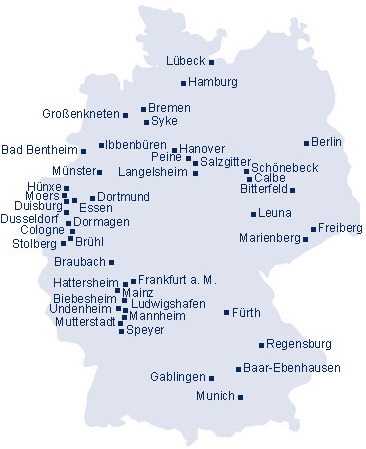 Lübeck
Hamburg
Großenkneten
Bremen
Syke
Bad Bentheim
Ibbenbüren
Hanover
Berlin
Peine
Salzgitter
Münster
Langelsheim
Schönebeck
Calbe
Bitterfeld
Hünxe
Moers
Dortmund
Duisburg
Essen
Leuna
Dusseldorf
Dormagen
Cologne
Freiberg
Stolberg
Brühl
Marienberg
Braubach
Hattersheim
Frankfurt a. M.
Mainz
Biebesheim
Ludwigshafen
Undenheim
Mannheim
Fürth
Mutterstadt
Speyer
Regensburg
Baar-Ebenhausen
Gablingen
Munich